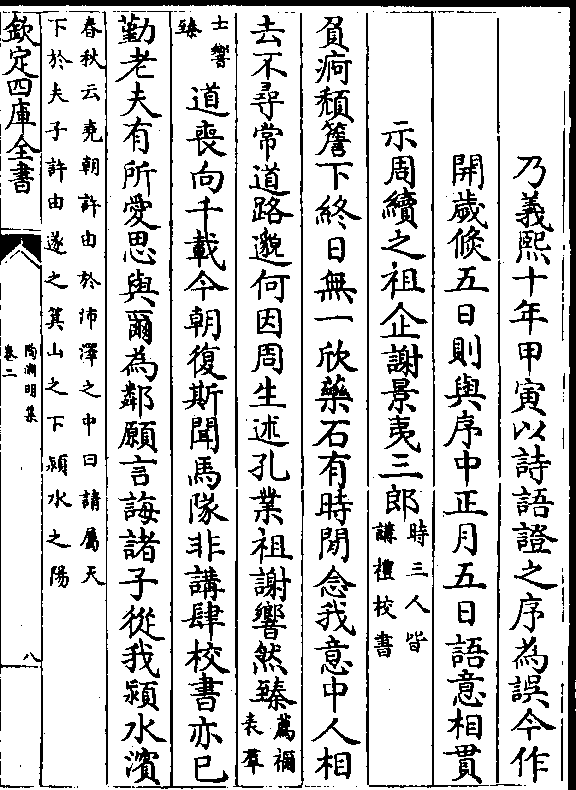 乃義熙十年甲寅以詩語證之序為誤今作
開歲倐五日則與序中正月五日語意相貫
示周續之祖企謝景夷三郎時三人皆
講禮校書
負痾頽簷下終日無一欣藥石有時閒念我意中人相
去不尋常道路邈何因周生述孔業祖謝響然臻薦禰
表羣
士響
臻道喪向千載今朝復斯聞馬隊非講肆校書亦已
勤老夫有所愛思與爾為鄰願言誨諸子從我潁水濱
春秋云堯朝許由於沛澤之中曰請屬天
下於夫子許由遂之箕山之下潁水之陽
欽定四庫全書
陶淵明集
卷二
八